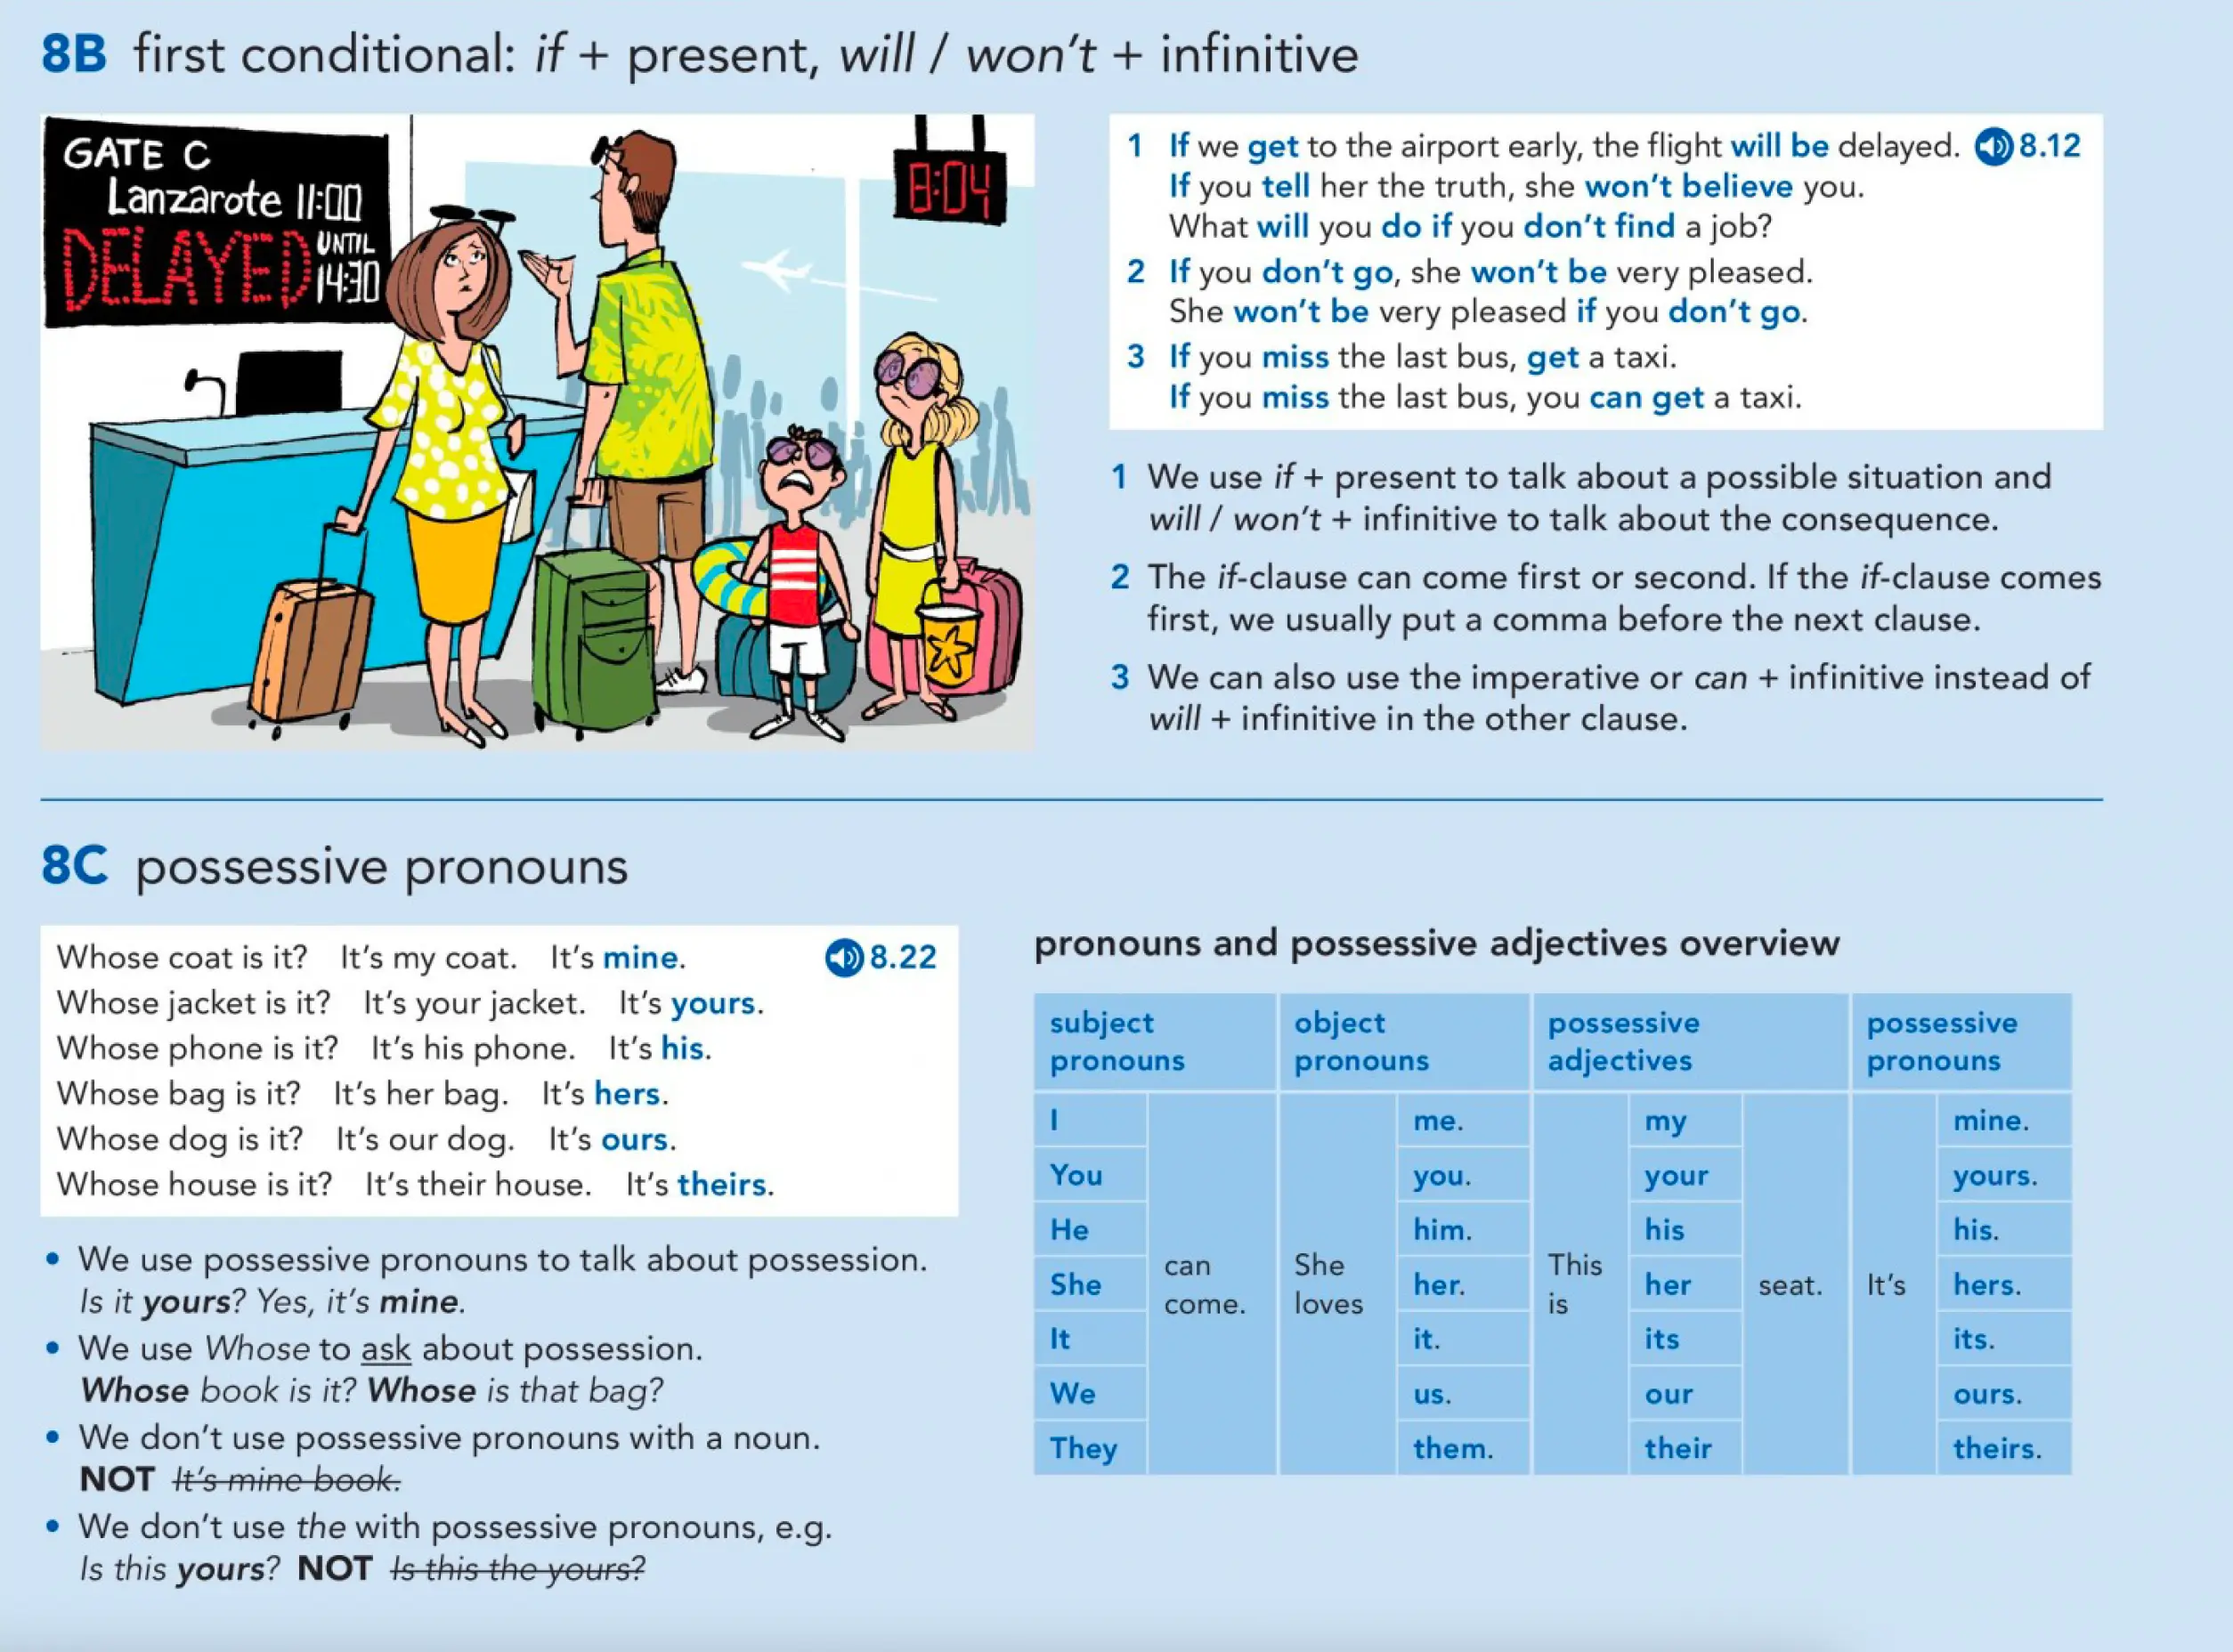 8B first conditional: if + present, will / won't + infinitive
GATE C
Lanzarote 11:00
DELAYED UNTIL 14:30
8:04
1 If we get to the airport early, the flight will be delayed. 8.12
If you tell her the truth, she won't believe you.
What will you do if you don't find a job?
2 If you don't go, she won't be very pleased.
She won't be very pleased if you don't go.
3 If you miss the last bus, get a taxi.
If you miss the last bus, you can get a taxi.
1 We use if + present to talk about a possible situation and
will / won't + infinitive to talk about the consequence.
2 The if-clause can come first or second. If the if-clause comes
first, we usually put a comma before the next clause.
3 We can also use the imperative or can + infinitive instead of
will + infinitive in the other clause.
8C possessive pronouns
Whose coat is it? It's my coat. It's mine. 8.22
Whose jacket is it? It's your jacket. It's yours.
Whose phone is it? It's his phone. It's his.
Whose bag is it? It's her bag. It's hers.
Whose dog is it? It's our dog. It's ours.
Whose house is it? It's their house. It's theirs.
• We use possessive pronouns to talk about possession.
Is it yours? Yes, it's mine.
• We use Whose to ask about possession.
Whose book is it? Whose is that bag?
• We don't use possessive pronouns with a noun.
NOT It's mine book.
• We don't use the with possessive pronouns, e.g.
Is this yours? NOT Is this the yours?
pronouns and possessive adjectives overview
subject pronouns object pronouns possessive adjectives possessive pronouns
I me. my mine.
You you. your yours.
He him. his his.
can come. She loves This is seat. It's
She her. her hers.
It it. its its.
We us. our ours.
They them. their theirs.